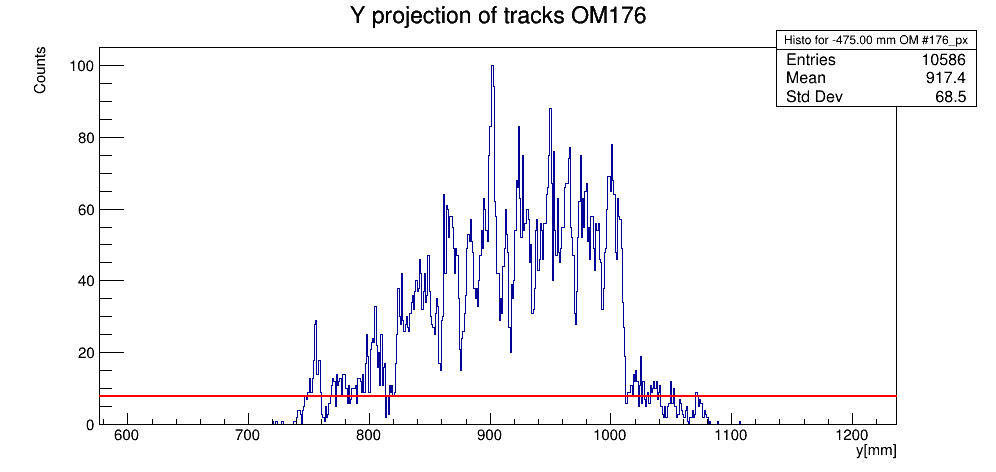 Y projection of tracks OM176
Histo for -475.00 mm OM #176_px
Entries 10586
Mean 917.4
Std Dev 68.5
Counts
100
80
60
40
20
0
600 700 800 900 1000 1100 1200
y[mm]